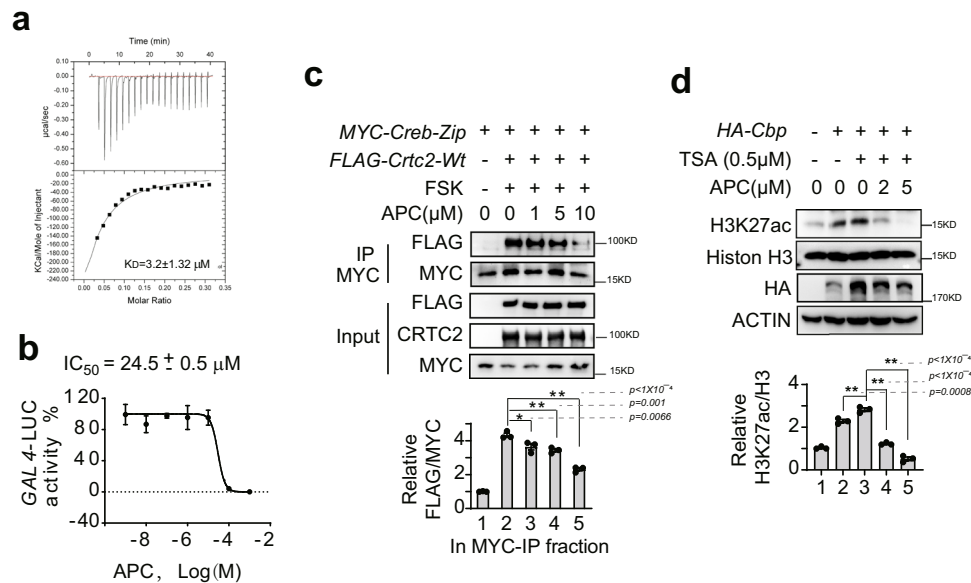 a
Time (min)
0 5 10 15 20 25 30 35 40 45
0.10
0.00
-0.10
-0.20
-0.30
-0.40
-0.50
-0.60
-0.70
μcal/sec
0.00
-20.00
-40.00
-60.00
-80.00
-100.00
-120.00
-140.00
-160.00
-180.00
-200.00
-220.00
-240.00
KCal/Mole of Injectant
KD=3.2±1.32 μM
0.00 0.05 0.10 0.15 0.20 0.25 0.30 0.35
Molar Ratio
b
IC50 = 24.5 ± 0.5 μM
GAL 4-LUC
activity %
120
80
40
0
-40
-8 -6 -4 -2
APC, Log(M)
c
MYC-Creb-Zip + + + + +
FLAG-Crtc2-Wt - + + + +
FSK - + + + +
APC(μM) 0 0 1 5 10
IP
MYC
FLAG 100KD
MYC 15KD
Input
FLAG
CRTC2 100KD
MYC 15KD
p<1X10⁻⁴
p=0.001
p=0.0066
**
**
*
Relative
FLAG/MYC
6
4
2
0
1 2 3 4 5
In MYC-IP fraction
d
HA-Cbp - + + + +
TSA (0.5μM) - - + + +
APC(μM) 0 0 0 2 5
H3K27ac 15KD
Histon H3 15KD
HA 170KD
ACTIN
p<1X10⁻⁴
p<1X10⁻⁴
p=0.0008
**
**
**
Relative
H3K27ac/H3
4
2
0
1 2 3 4 5